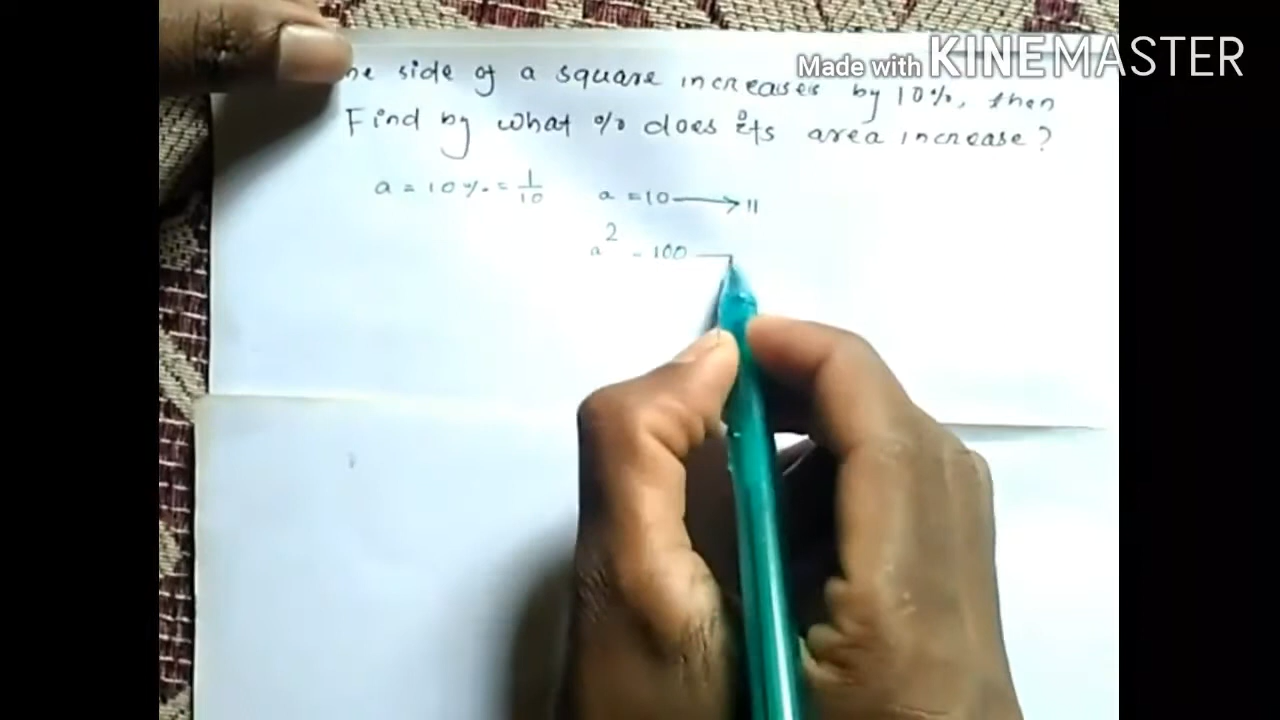 Made with KINEMASTER
he side of a square increases by 10%, then
Find by what % does its area increase?
a = 10% = 1/10 a = 10 → 11
a² = 100